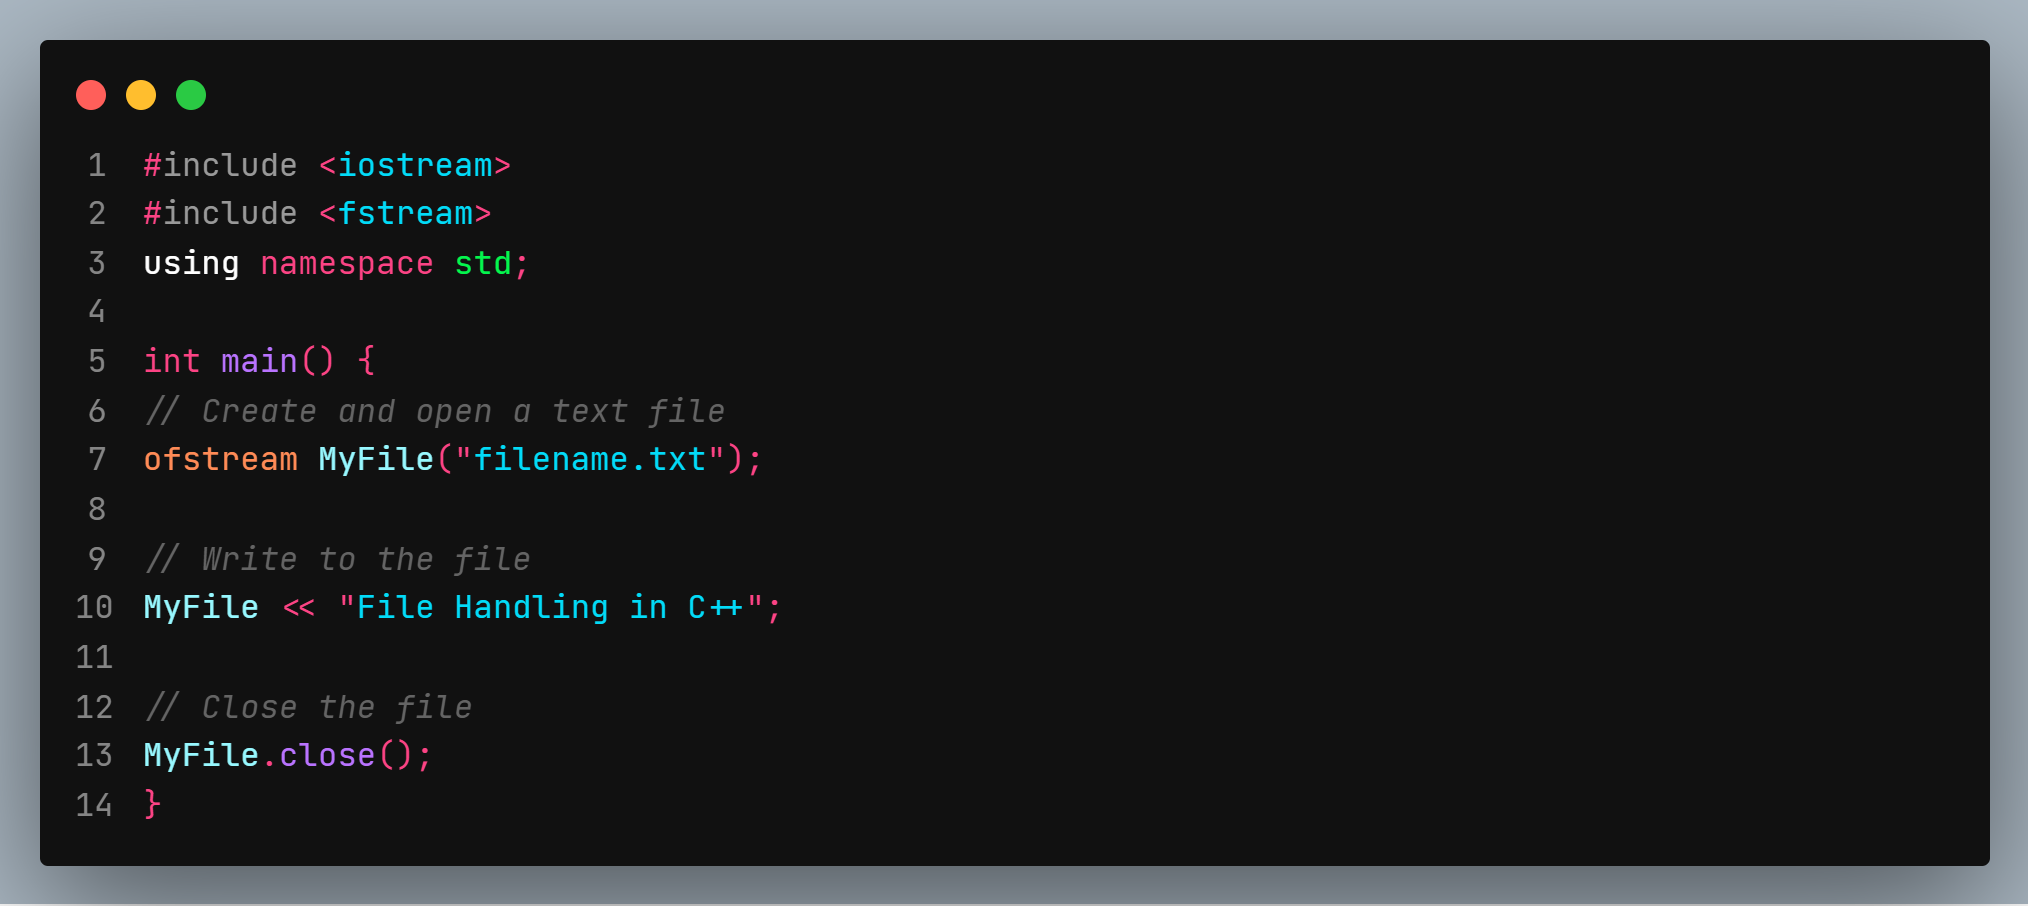 1 #include <iostream>
2 #include <fstream>
3 using namespace std;
4
5 int main() {
6 // Create and open a text file
7 ofstream MyFile("filename.txt");
8
9 // Write to the file
10 MyFile << "File Handling in C++";
11
12 // Close the file
13 MyFile.close();
14 }